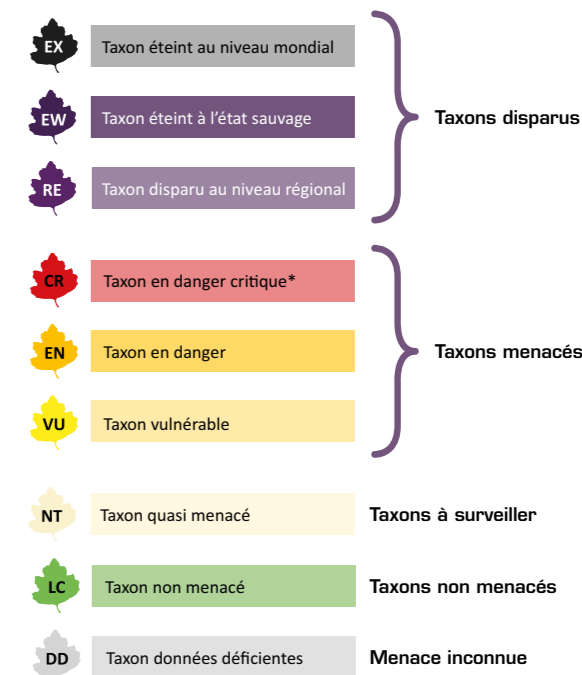 EX Taxon éteint au niveau mondial
EW Taxon éteint à l'état sauvage
Taxons disparus
RE Taxon disparu au niveau régional
CR Taxon en danger critique*
EN Taxon en danger
Taxons menacés
VU Taxon vulnérable
NT Taxon quasi menacé Taxons à surveiller
LC Taxon non menacé Taxons non menacés
DD Taxon données déficientes Menace inconnue